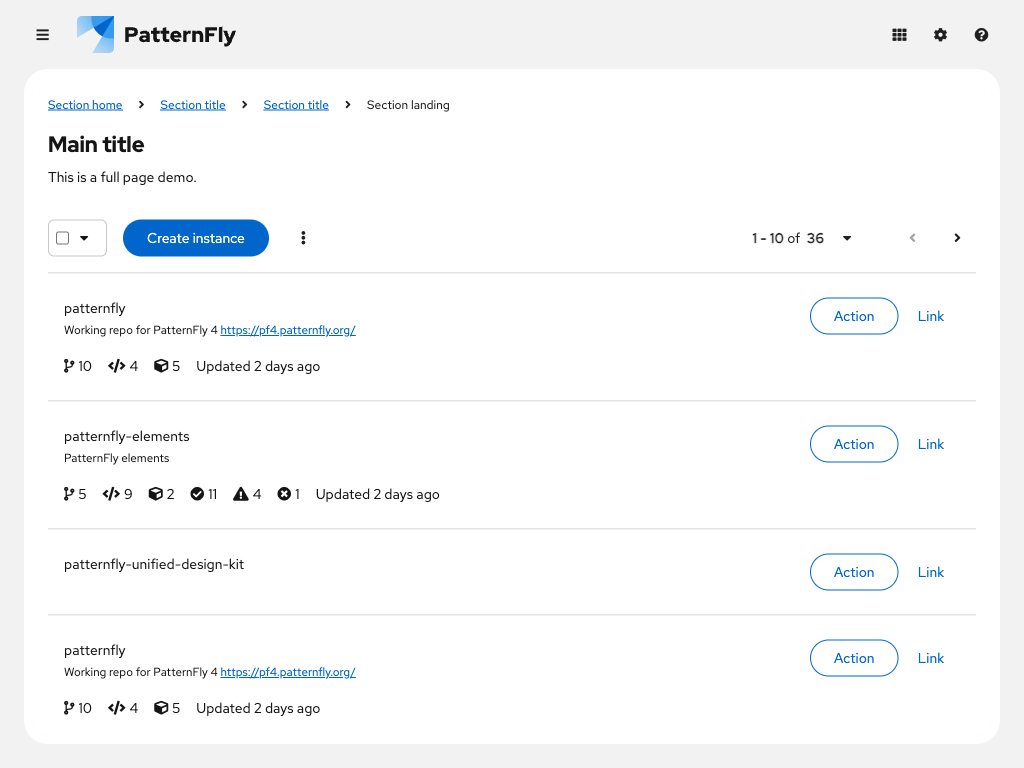 PatternFly
Section home Section title Section title Section landing
Main title
This is a full page demo.
Create instance 1 - 10 of 36
patternfly
Working repo for PatternFly 4 https://pf4.patternfly.org/
Action Link
10 4 5 Updated 2 days ago
patternfly-elements
PatternFly elements
Action Link
5 9 2 11 4 1 Updated 2 days ago
patternfly-unified-design-kit
Action Link
patternfly
Working repo for PatternFly 4 https://pf4.patternfly.org/
Action Link
10 4 5 Updated 2 days ago